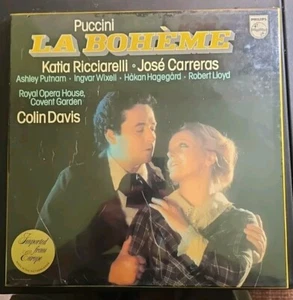 Puccini
LA BOHÈME
PHILIPS
Katia Ricciarelli • José Carreras
Ashley Putnam • Ingvar Wixell • Håkan Hagegård • Robert Lloyd
Royal Opera House,
Covent Garden
Colin Davis
Imported
from
Europe